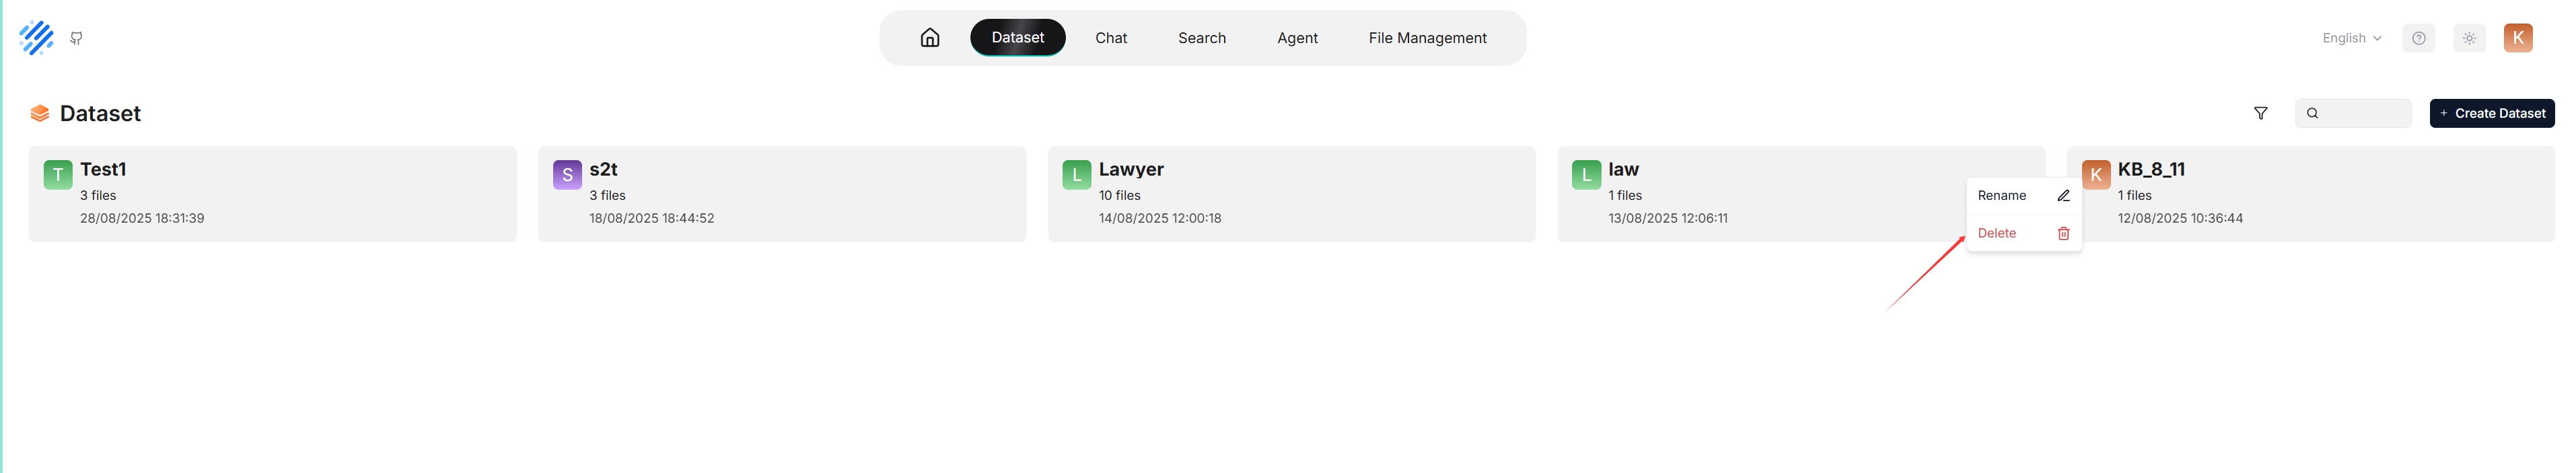 Dataset
Chat
Search
Agent
File Management
English
K
Dataset
+ Create Dataset
T
Test1
3 files
28/08/2025 18:31:39
S
s2t
3 files
18/08/2025 18:44:52
L
Lawyer
10 files
14/08/2025 12:00:18
L
law
1 files
13/08/2025 12:06:11
Rename
Delete
K
KB_8_11
1 files
12/08/2025 10:36:44